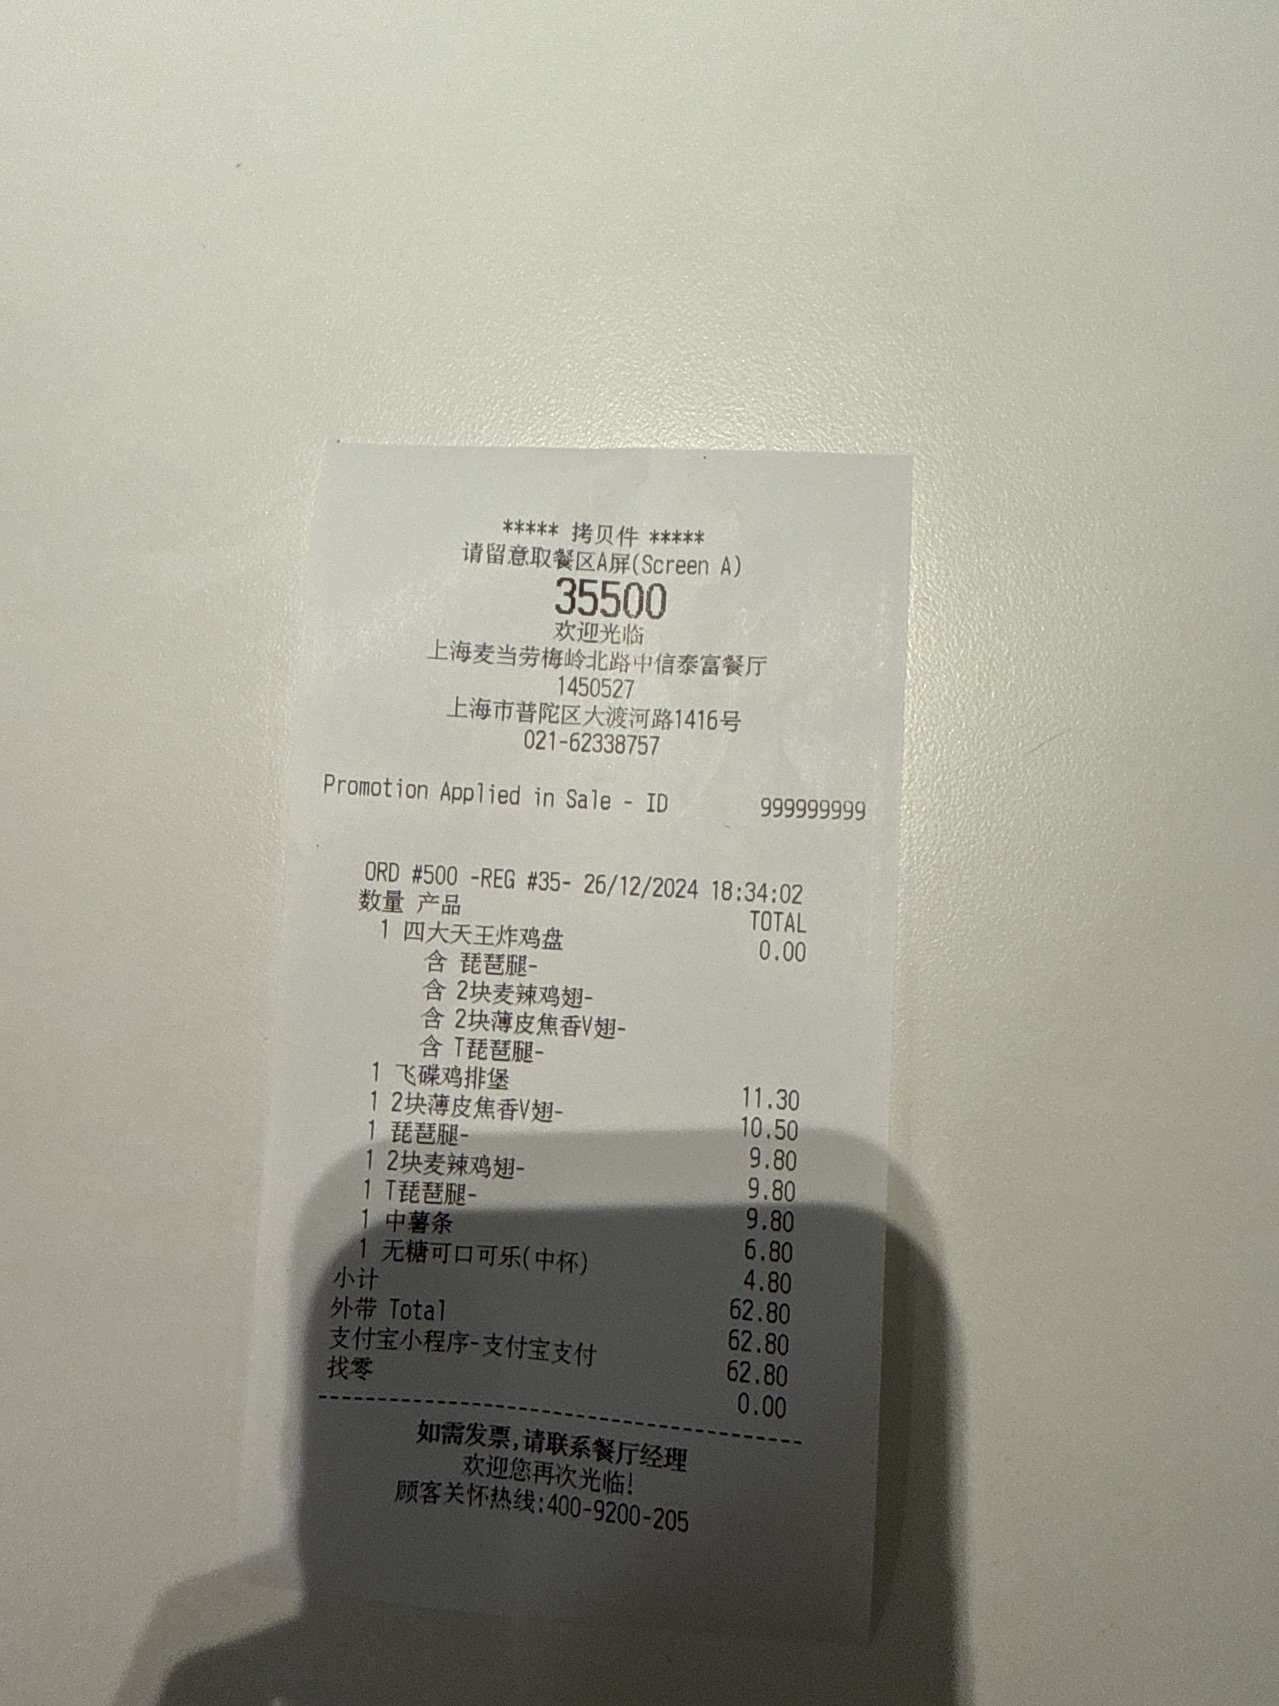 ***** 拷贝件 *****
请留意取餐区A屏(Screen A)
35500
欢迎光临
上海麦当劳梅岭北路中信泰富餐厅
1450527
上海市普陀区大渡河路1416号
021-62338757
Promotion Applied in Sale - ID 999999999
ORD #500 -REG #35- 26/12/2024 18:34:02
数量 产品 TOTAL
1 四大天王炸鸡盘 0.00
含 琵琶腿-
含 2块麦辣鸡翅-
含 2块薄皮焦香V翅-
含 T琵琶腿-
1 飞碟鸡排堡 11.30
1 2块薄皮焦香V翅- 10.50
1 琵琶腿- 9.80
1 2块麦辣鸡翅- 9.80
1 T琵琶腿- 9.80
1 中薯条 6.80
1 无糖可口可乐(中杯) 4.80
小计 62.80
外带 Total 62.80
支付宝小程序-支付宝支付 62.80
找零 0.00
如需发票,请联系餐厅经理
欢迎您再次光临!
顾客关怀热线:400-9200-205